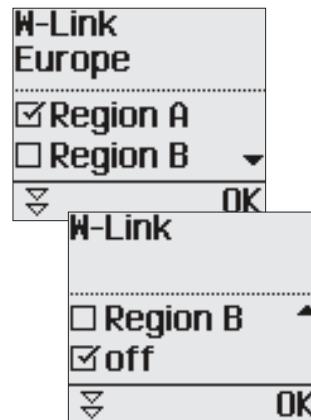 W-Link
Europe
Region A
Region B
OK
W-Link
Region B
off
OK